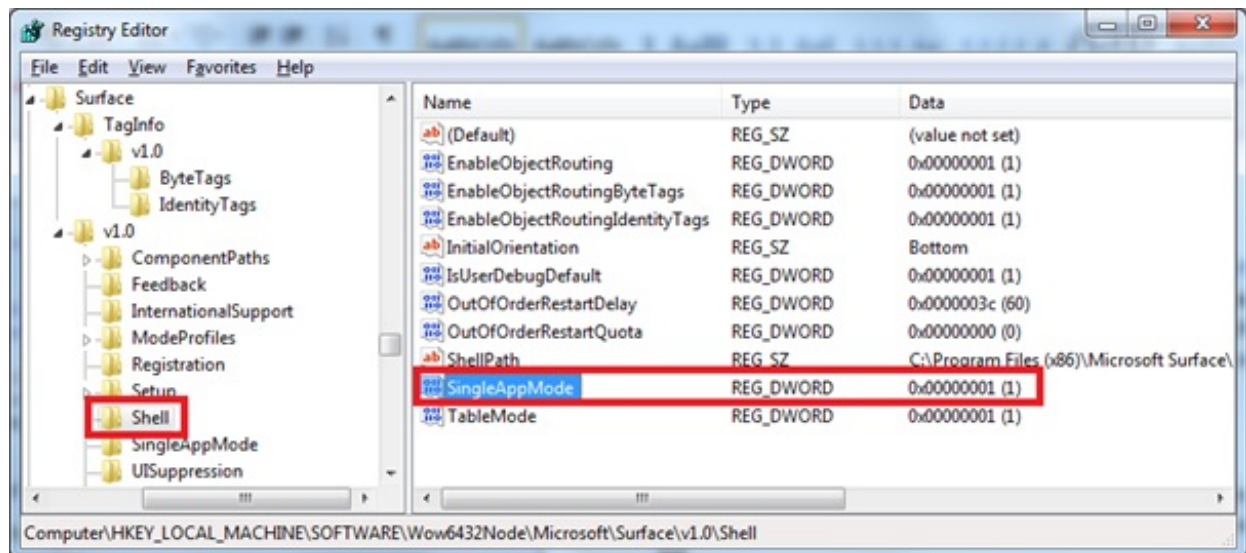 Registry Editor
File Edit View Favorites Help
Surface
TagInfo
v1.0
ByteTags
IdentityTags
v1.0
ComponentPaths
Feedback
InternationalSupport
ModeProfiles
Registration
Setup
Shell
SingleAppMode
UISuppression
Name Type Data
(Default) REG_SZ (value not set)
EnableObjectRouting REG_DWORD 0x00000001 (1)
EnableObjectRoutingByteTags REG_DWORD 0x00000001 (1)
EnableObjectRoutingIdentityTags REG_DWORD 0x00000001 (1)
InitialOrientation REG_SZ Bottom
IsUserDebugDefault REG_DWORD 0x00000001 (1)
OutOfOrderRestartDelay REG_DWORD 0x0000003c (60)
OutOfOrderRestartQuota REG_DWORD 0x00000000 (0)
ShellPath REG_SZ C:\Program Files (x86)\Microsoft Surface\
SingleAppMode REG_DWORD 0x00000001 (1)
TableMode REG_DWORD 0x00000001 (1)
Computer\HKEY_LOCAL_MACHINE\SOFTWARE\Wow6432Node\Microsoft\Surface\v1.0\Shell